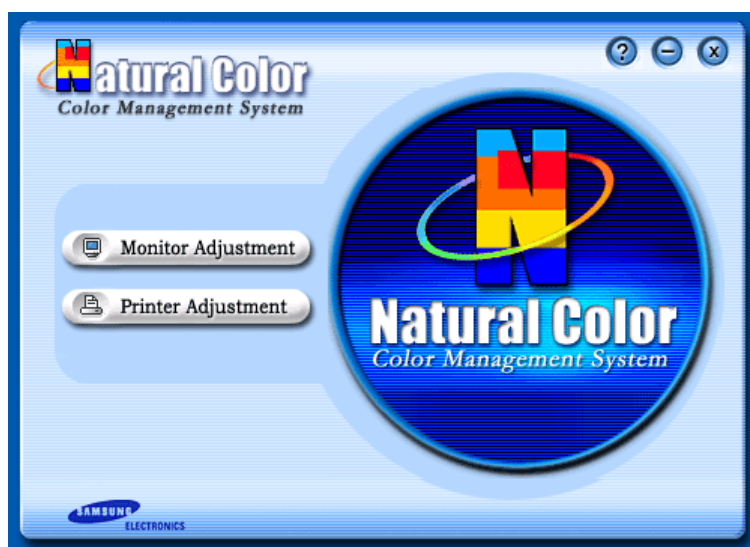 Natural Color
Color Management System
? – x
Monitor Adjustment
Printer Adjustment
N
Natural Color
Color Management System
SAMSUNG
ELECTRONICS